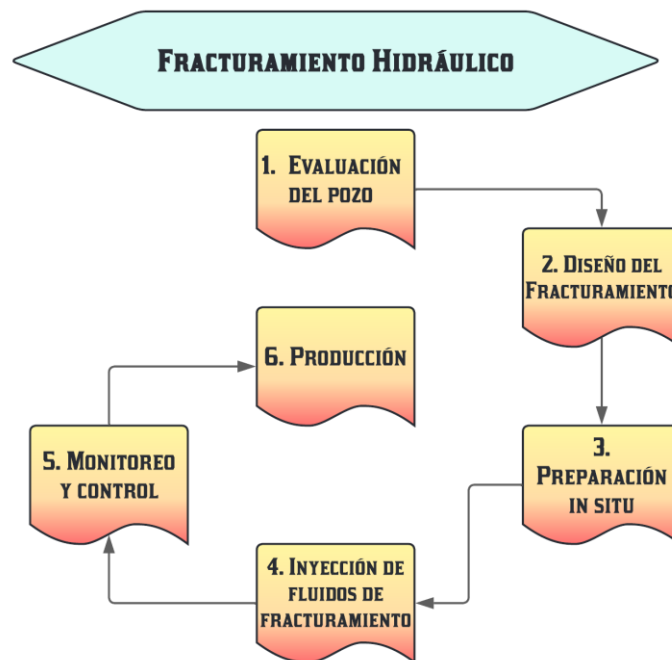 Fracturamiento Hidráulico
1. Evaluación
del pozo
2. Diseño del
Fracturamiento
3.
Preparación
in situ
4. Inyección de
fluidos de
fracturamiento
5. Monitoreo
y control
6. Producción